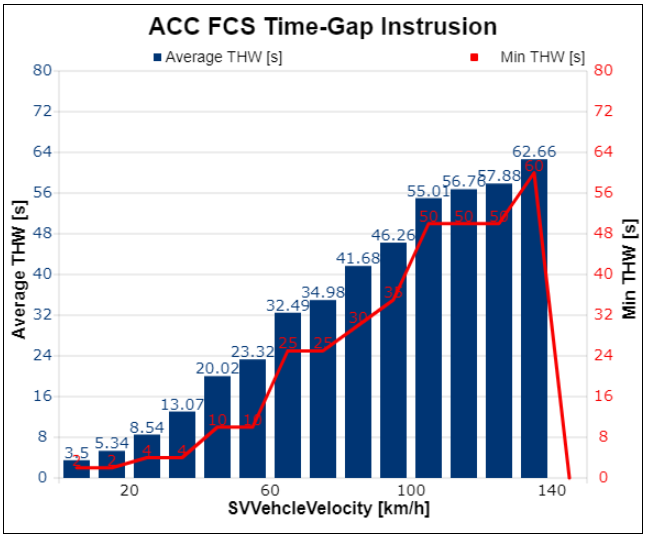 ACC FCS Time-Gap Instrusion
Average THW [s] Min THW [s]
80 80
72 72
64 64
56 56
48 48
40 40
32 32
24 24
16 16
8 8
0 0
Average THW [s]
Min THW [s]
3.5 5.34 8.54 13.07 20.02 23.32 32.49 34.98 41.68 46.26 55.01 56.76 57.88 62.66
2 2 4 4 10 10 25 25 30 35 50 50 50 60
20 60 100 140
SVVehcleVelocity [km/h]